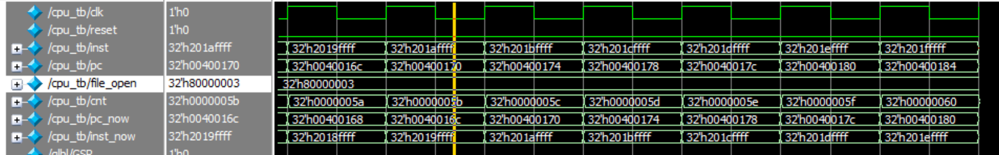 /cpu_tb/clk 1'h0
/cpu_tb/reset 1'h0
/cpu_tb/inst 32'h201affff 32'h2019ffff 32'h201affff 32'h201bffff 32'h201cffff 32'h201dffff 32'h201effff 32'h201fffff
/cpu_tb/pc 32'h00400170 32'h0040016c 32'h00400170 32'h00400174 32'h00400178 32'h0040017c 32'h00400180 32'h00400184
/cpu_tb/file_open 32'h80000003 32'h80000003
/cpu_tb/cnt 32'h0000005b 32'h0000005a 32'h0000005b 32'h0000005c 32'h0000005d 32'h0000005e 32'h0000005f 32'h00000060
/cpu_tb/pc_now 32'h0040016c 32'h00400168 32'h0040016c 32'h00400170 32'h00400174 32'h00400178 32'h0040017c 32'h00400180
/cpu_tb/inst_now 32'h2019ffff 32'h2018ffff 32'h2019ffff 32'h201affff 32'h201bffff 32'h201cffff 32'h201dffff 32'h201effff
/glbl/GSR 1'h0